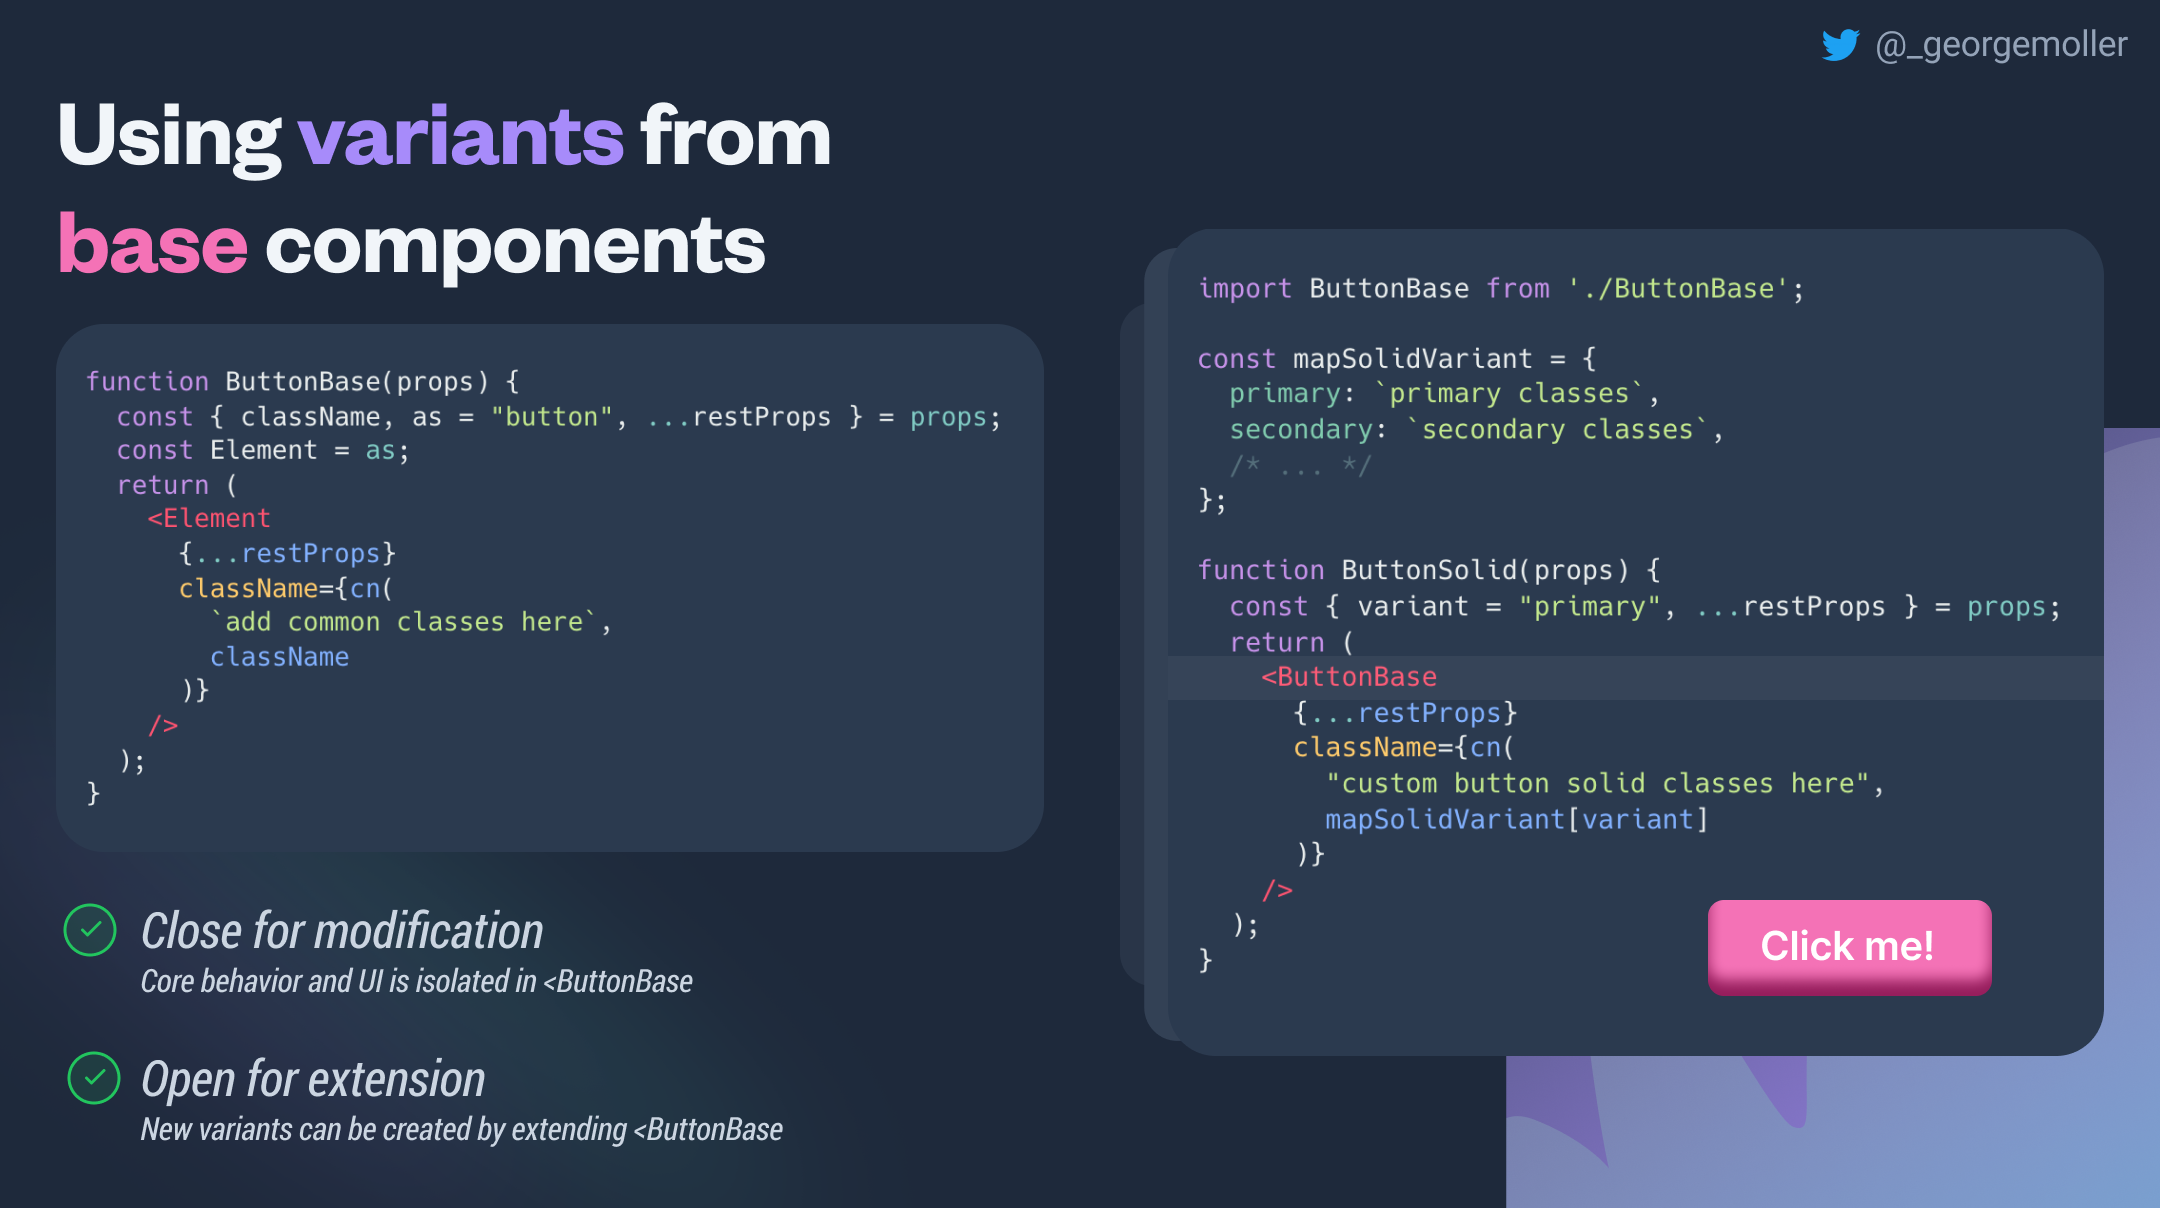 @_georgemoller
Using variants from
base components
function ButtonBase(props) {
  const { className, as = "button", ...restProps } = props;
  const Element = as;
  return (
    <Element
      {...restProps}
      className={cn(
        `add common classes here`,
        className
      )}
    />
  );
}
Close for modification
Core behavior and UI is isolated in <ButtonBase
Open for extension
New variants can be created by extending <ButtonBase
import ButtonBase from './ButtonBase';

const mapSolidVariant = {
  primary: `primary classes`,
  secondary: `secondary classes`,
  /* ... */
};

function ButtonSolid(props) {
  const { variant = "primary", ...restProps } = props;
  return (
    <ButtonBase
      {...restProps}
      className={cn(
        "custom button solid classes here",
        mapSolidVariant[variant]
      )}
    />
  );
}
Click me!